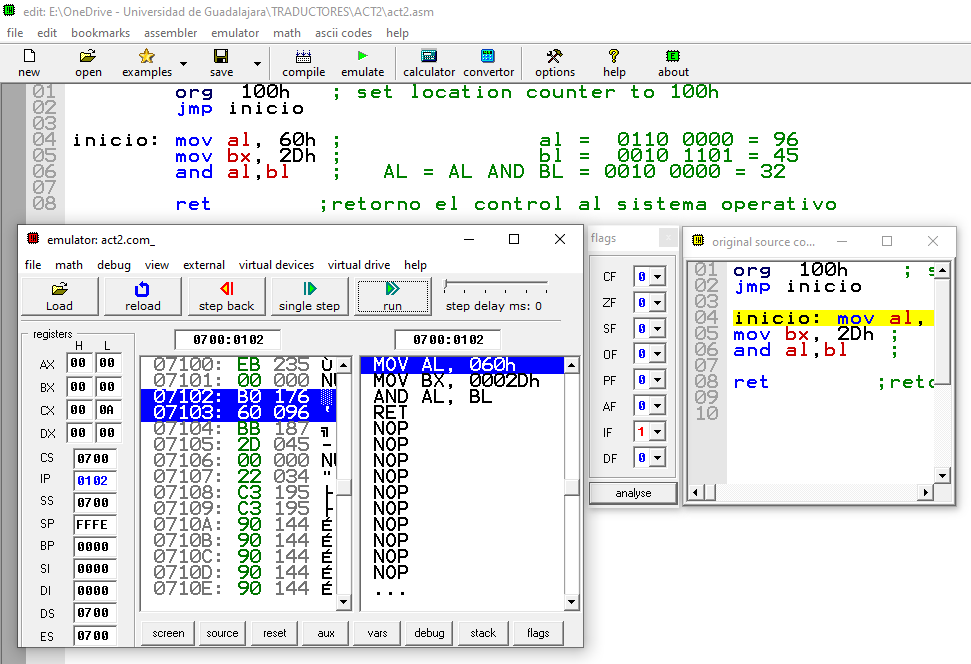 edit: E:\OneDrive - Universidad de Guadalajara\TRADUCTORES\ACT2\act2.asm
file edit bookmarks assembler emulator math ascii codes help
new open examples save compile emulate calculator convertor options help about
01 org 100h ; set location counter to 100h
02 jmp inicio
03
04 inicio: mov al, 60h ; al = 0110 0000 = 96
05 mov bx, 2Dh ; bl = 0010 1101 = 45
06 and al,bl ; AL = AL AND BL = 0010 0000 = 32
07
08 ret ;retorno el control al sistema operativo
emulator: act2.com_
file math debug view external virtual devices virtual drive help
Load reload step back single step run step delay ms: 0
registers
H L
AX 00 00
BX 00 00
CX 00 0A
DX 00 00
CS 0700
IP 0102
SS 0700
SP FFFE
BP 0000
SI 0000
DI 0000
DS 0700
ES 0700
0700:0102
07100: EB 235 Ù
07101: 00 000 NU
07102: B0 176 ░
07103: 60 096 '
07104: BB 187 ╗
07105: 2D 045 -
07106: 00 000 NU
07107: 22 034 "
07108: C3 195 ├
07109: C3 195 ├
0710A: 90 144 É
0710B: 90 144 É
0710C: 90 144 É
0710D: 90 144 É
0710E: 90 144 É
0700:0102
MOV AL, 060h
MOV BX, 0002Dh
AND AL, BL
RET
NOP
NOP
NOP
NOP
NOP
NOP
NOP
NOP
NOP
NOP
...
screen source reset aux vars debug stack flags
flags
CF 0
ZF 0
SF 0
OF 0
PF 0
AF 0
IF 1
DF 0
analyse
original source co...
01 org 100h ; s
02 jmp inicio
03
04 inicio: mov al,
05 mov bx, 2Dh ;
06 and al,bl ;
07
08 ret ;reto
09
10